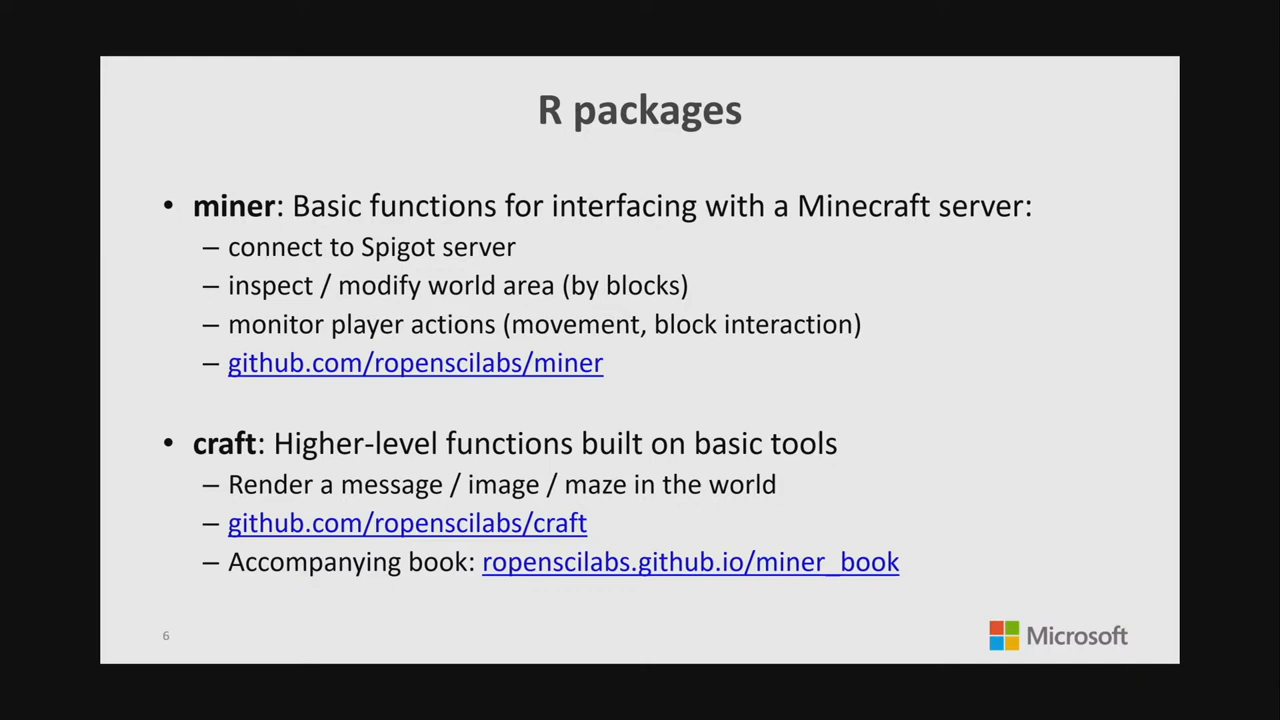 R packages
• miner: Basic functions for interfacing with a Minecraft server:
– connect to Spigot server
– inspect / modify world area (by blocks)
– monitor player actions (movement, block interaction)
– github.com/ropenscilabs/miner
• craft: Higher-level functions built on basic tools
– Render a message / image / maze in the world
– github.com/ropenscilabs/craft
– Accompanying book: ropenscilabs.github.io/miner_book
6
Microsoft